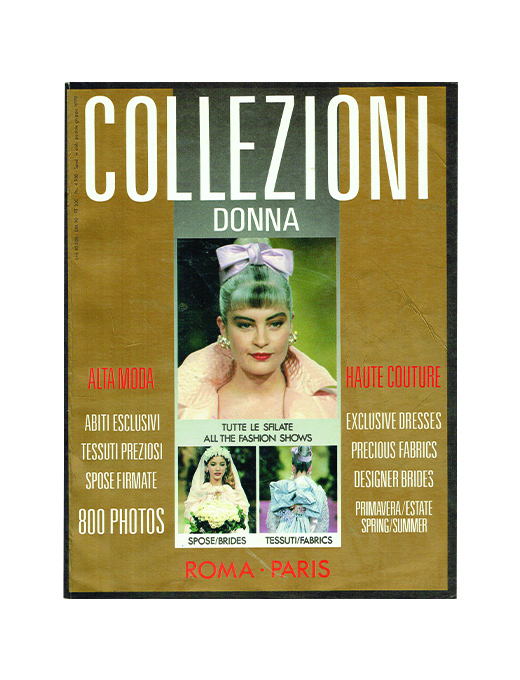 COLLEZIONI
DONNA
ALTA MODA
ABITI ESCLUSIVI
TESSUTI PREZIOSI
SPOSE FIRMATE
800 PHOTOS
TUTTE LE SFILATE
ALL THE FASHION SHOWS
SPOSE/BRIDES
TESSUTI/FABRICS
HAUTE COUTURE
EXCLUSIVE DRESSES
PRECIOUS FABRICS
DESIGNER BRIDES
PRIMAVERA/ESTATE
SPRING/SUMMER
ROMA · PARIS